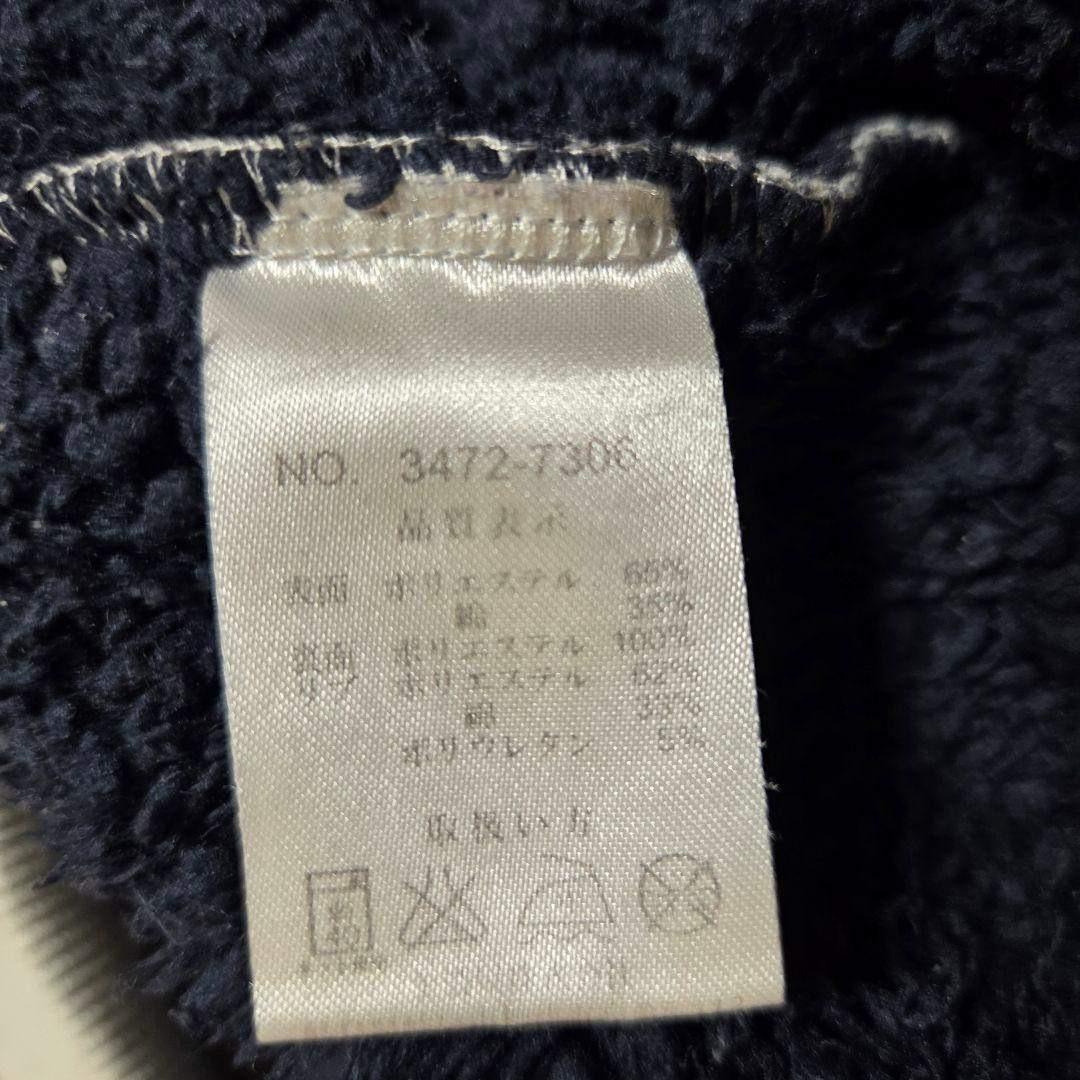 NO. 3472-7306
品質表示
表面 ポリエステル 65%
綿 35%
裏面 ポリエステル 100%
リブ ポリエステル 62%
綿 33%
ポリウレタン 5%
取扱い方